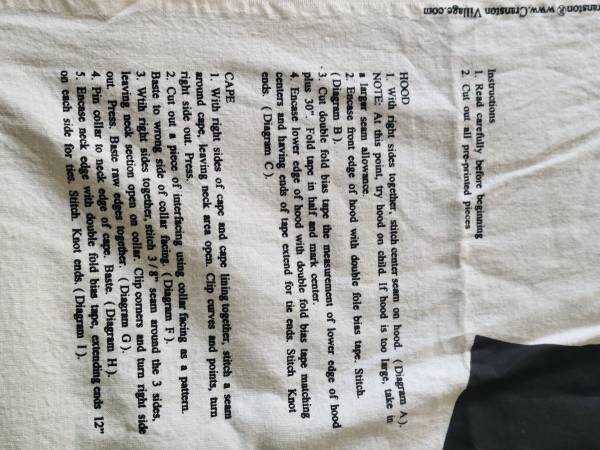 ranston® www.Cranston Village.com
Instructions
1. Read carefully before beginning
2. Cut out all pre-printed pieces
HOOD
1. With right sides together, stitch center seam on hood. (Diagram A).
NOTE: At this point, try hood on child. If hood is too large, take in
a larger seam allowance.
2. Encase front edge of hood with double fole bias tape. Stitch.
(Diagram B).
3. Cut double fold bias tape the measurement of lower edge of hood
plus 30". Fold tape in half and mark center.
4. Encase lower edge of hood with double fold bias tape matching
centers and having ends of tape extend for tie ends. Stitch Knot
ends. (Diagram C).
CAPE
1. With right sides of cape and cape lining together, stitch a seam
around cape, leaving neck area open. Clip curves and points, turn
right side out. Press.
2. Cut out a piece of interfacing using collar facing as a pattern.
Baste to wrong side of collar facing. (Diagram F).
3. With right sides together, stitch 3/8" seam around the 3 sides,
leaving neck section open on collar. Clip corners and turn right side
out. Press. Baste raw edges together. (Diagram G).
4. Pin collar to neck edge of cape. Baste. (Diagram H).
5. Encase neck edge with double fold bias tape, extending ends 12"
on each side for ties. Stitch. Knot ends. (Diagram I).